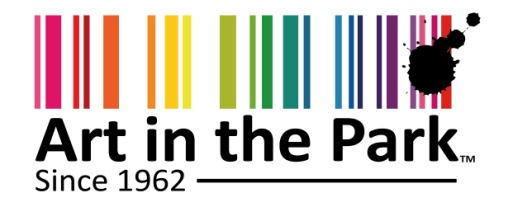 Art in the Park™
Since 1962